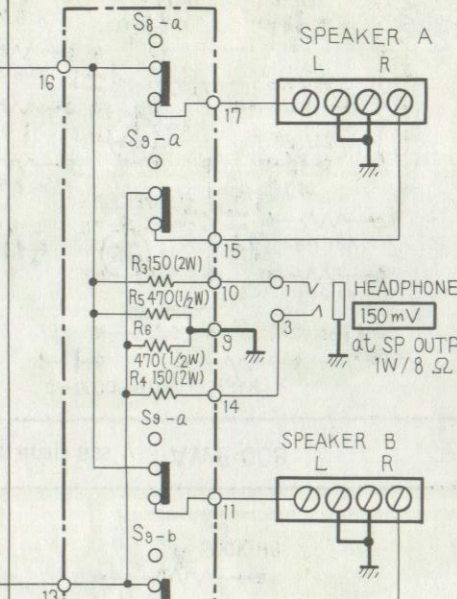 S8-a
SPEAKER A
L R
16
17
S9-a
15
R3 150 (2W)
10
1
HEADPHONE
R5 470 (1/2W)
150 mV
R6
9
3
at SP OUTP
470 (1/2W)
1W/8 Ω
R4 150 (2W)
14
S9-a
SPEAKER B
L R
11
S9-b
13